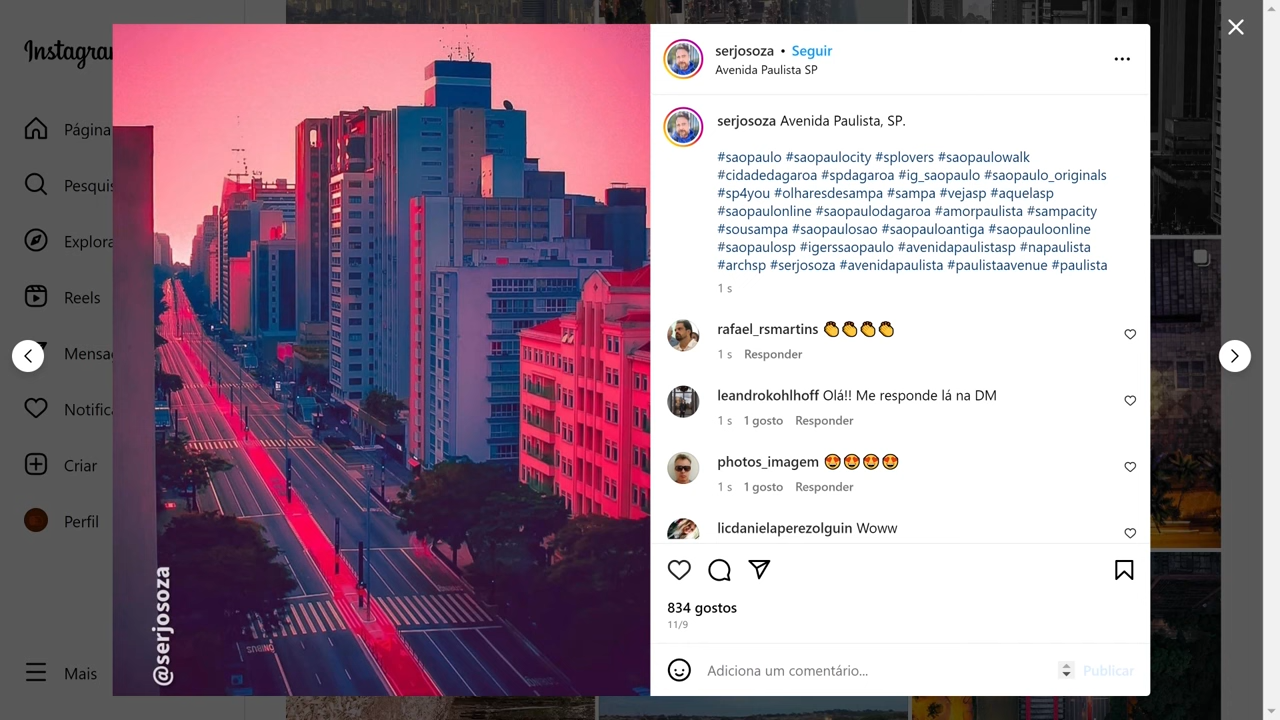 Instagra
Página
Pesquis
Explora
Reels
Mensag
Notifica
Criar
Perfil
Mais
@serjosoza
ÔNIBUS
serjosoza • Seguir
Avenida Paulista SP
serjosoza Avenida Paulista, SP.
#saopaulo #saopaulocity #splovers #saopaulowalk
#cidadedagaroa #spdagaroa #ig_saopaulo #saopaulo_originals
#sp4you #olharesdesampa #sampa #vejasp #aquelasp
#saopaulonline #saopaulodagaroa #amorpaulista #sampacity
#sousampa #saopaulosao #saopauloantiga #saopauloonline
#saopaulosp #igerssaopaulo #avenidapaulistasp #napaulista
#archsp #serjosoza #avenidapaulista #paulistaavenue #paulista
1 s
rafael_rsmartins 👏👏👏👏
1 s Responder
leandrokohlhoff Olá!! Me responde lá na DM
1 s 1 gosto Responder
photos_imagem 😍😍😍😍
1 s 1 gosto Responder
licdanielaperezolguin Woww
834 gostos
11/9
Adiciona um comentário... Publicar